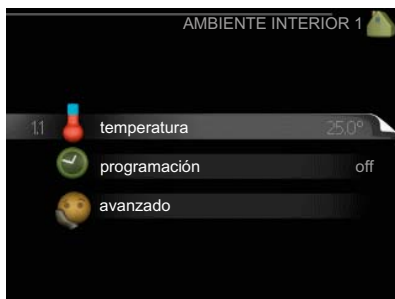 AMBIENTE INTERIOR 1
1.1 temperatura 25.0°
programación off
avanzado